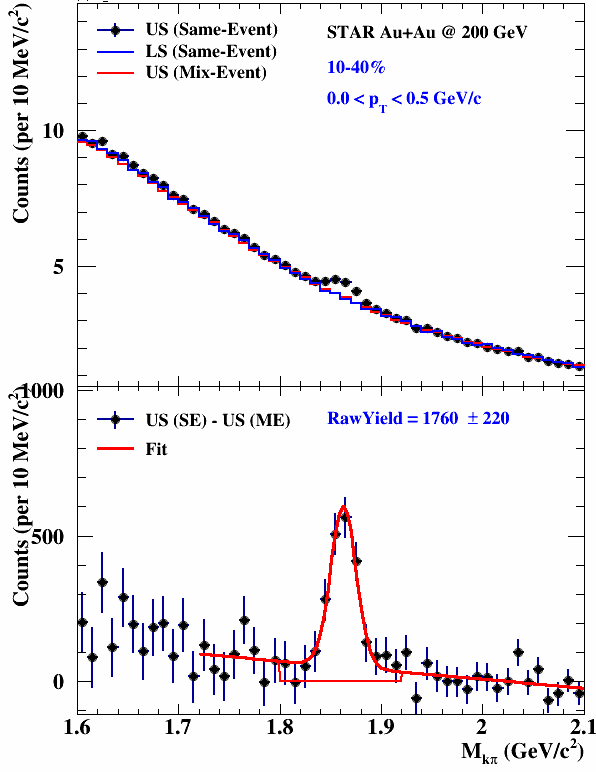 US (Same-Event)
LS (Same-Event)
US (Mix-Event)
STAR Au+Au @ 200 GeV
10-40%
0.0 < p_T < 0.5 GeV/c
Counts (per 10 MeV/c²)
10
5
US (SE) - US (ME)
Fit
RawYield = 1760 ± 220
Counts (per 10 MeV/c²)
1000
500
0
1.6 1.7 1.8 1.9 2 2.1
M_kπ (GeV/c²)